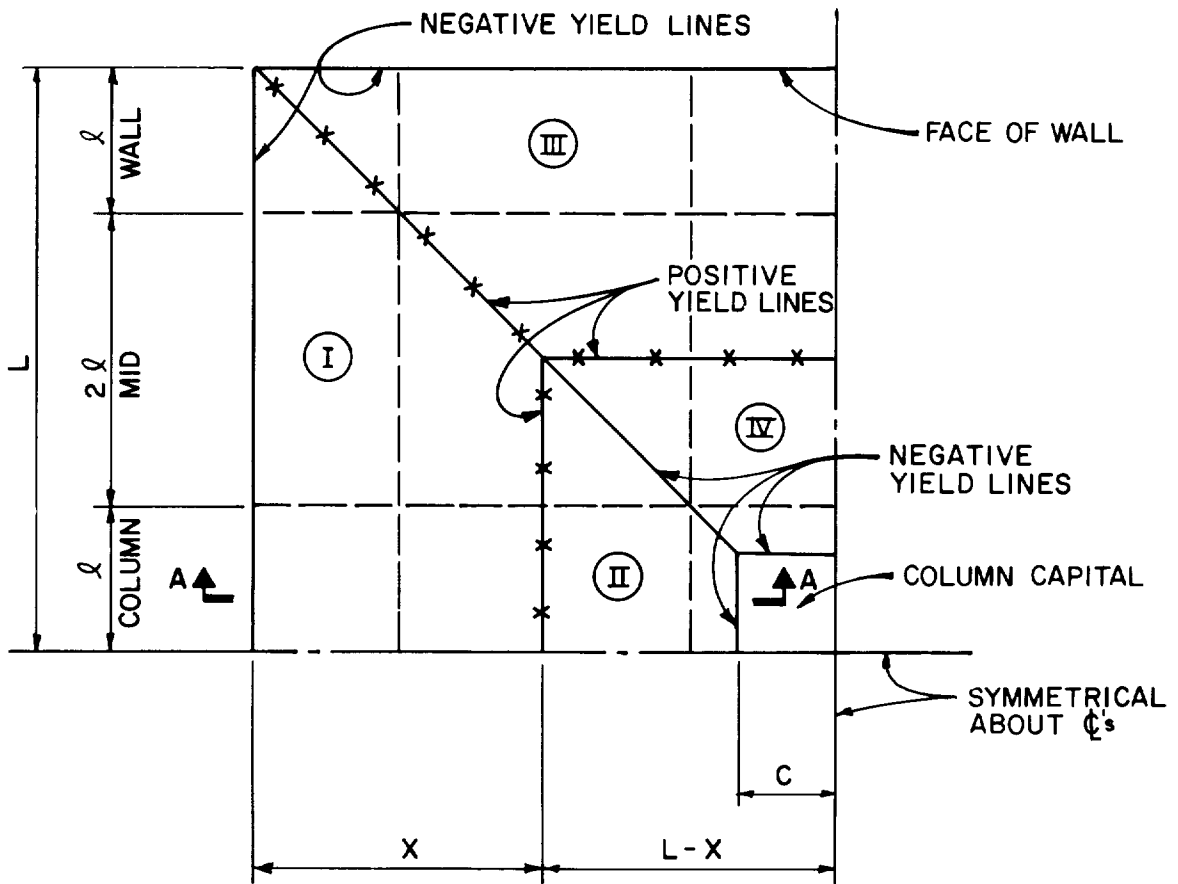 NEGATIVE YIELD LINES
FACE OF WALL
ℓ
WALL
III
L
2ℓ
MID
I
POSITIVE
YIELD LINES
IV
NEGATIVE
YIELD LINES
ℓ
COLUMN
A
II
A
COLUMN CAPITAL
SYMMETRICAL
ABOUT ℄'s
C
X
L-X